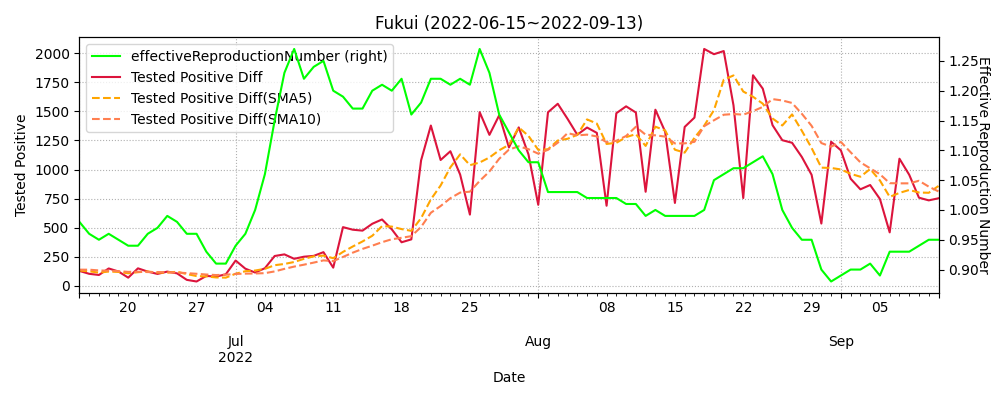 Fukui (2022-06-15~2022-09-13)
effectiveReproductionNumber (right)
Tested Positive Diff
Tested Positive Diff(SMA5)
Tested Positive Diff(SMA10)
Tested Positive
2000
1750
1500
1250
1000
750
500
250
0
Effective Reproduction Number
1.25
1.20
1.15
1.10
1.05
1.00
0.95
0.90
20 27 04 11 18 25 08 15 22 29 05
Jul Aug Sep
2022
Date